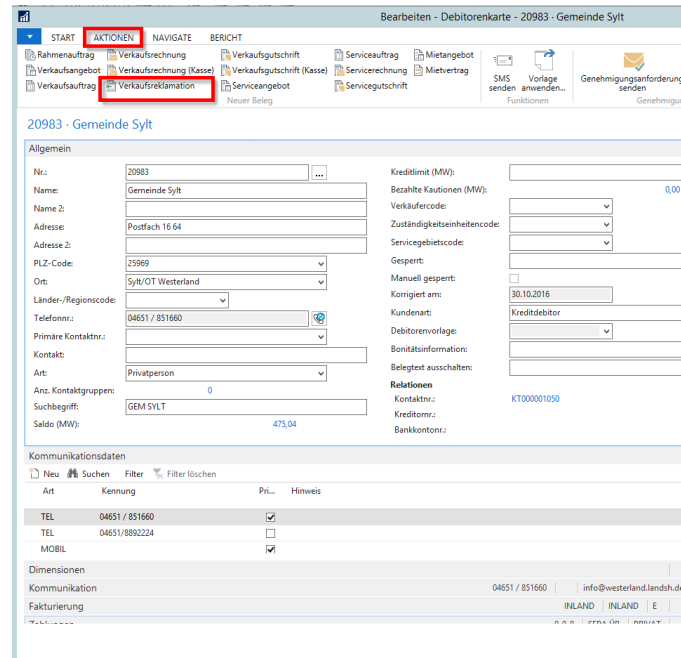 Bearbeiten - Debitorenkarte - 20983 · Gemeinde Sylt
START AKTIONEN NAVIGATE BERICHT
Rahmenauftrag Verkaufsrechnung Verkaufsgutschrift Serviceauftrag Mietangebot
Verkaufsangebot Verkaufsrechnung (Kasse) Verkaufsgutschrift (Kasse) Servicerechnung Mietvertrag
Verkaufsauftrag Verkaufsreklamation Serviceangebot Servicegutschrift
SMS senden Vorlage anwenden... Genehmigungsanforderung senden
Neuer Beleg Funktionen
20983 · Gemeinde Sylt
Allgemein
Nr.: 20983 ... Kreditlimit (MW):
Name: Gemeinde Sylt Bezahlte Kautionen (MW): 0,00
Name 2: Verkäufercode:
Adresse: Postfach 16 64 Zuständigkeitseinheitencode:
Adresse 2: Servicegebietscode:
PLZ-Code: 25969 Gesperrt:
Ort: Sylt/OT Westerland Manuell gesperrt:
Länder-/Regionscode: Korrigiert am: 30.10.2016
Telefonnr.: 04651 / 851660 Kundenart: Kreditdebitor
Primäre Kontaktnr.: Debitorenvorlage:
Kontakt: Bonitätsinformation:
Art: Privatperson Belegtext ausschalten:
Anz. Kontaktgruppen: 0 Relationen
Suchbegriff: GEM SYLT Kontaktnr.: KT000001050
Saldo (MW): 475,04 Kreditornr.:
Bankkontonr.:
Kommunikationsdaten
Neu Suchen Filter Filter löschen
Art Kennung Pri... Hinweis
TEL 04651 / 851660
TEL 04651/8892224
MOBIL
Dimensionen
Kommunikation 04651 / 851660 info@westerland.landsh.de
Fakturierung INLAND INLAND E